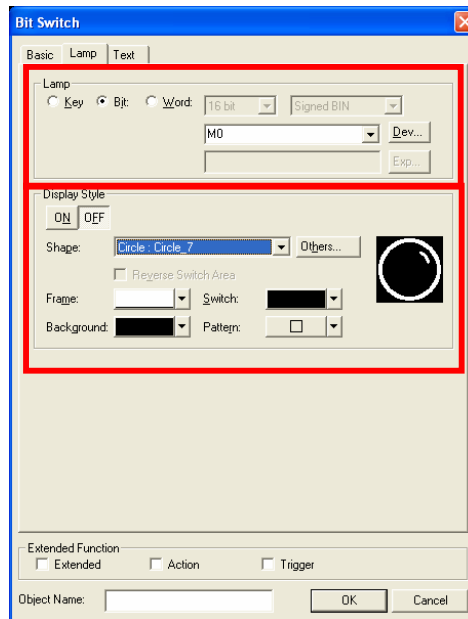 Bit Switch
Basic Lamp Text
Lamp
Key Bit: Word: 16 bit Signed BIN
M0 Dev...
Exp...
Display Style
ON OFF
Shape: Circle : Circle_7 Others...
Reverse Switch Area
Frame: Switch:
Background: Pattern:
Extended Function
Extended Action Trigger
Object Name: OK Cancel